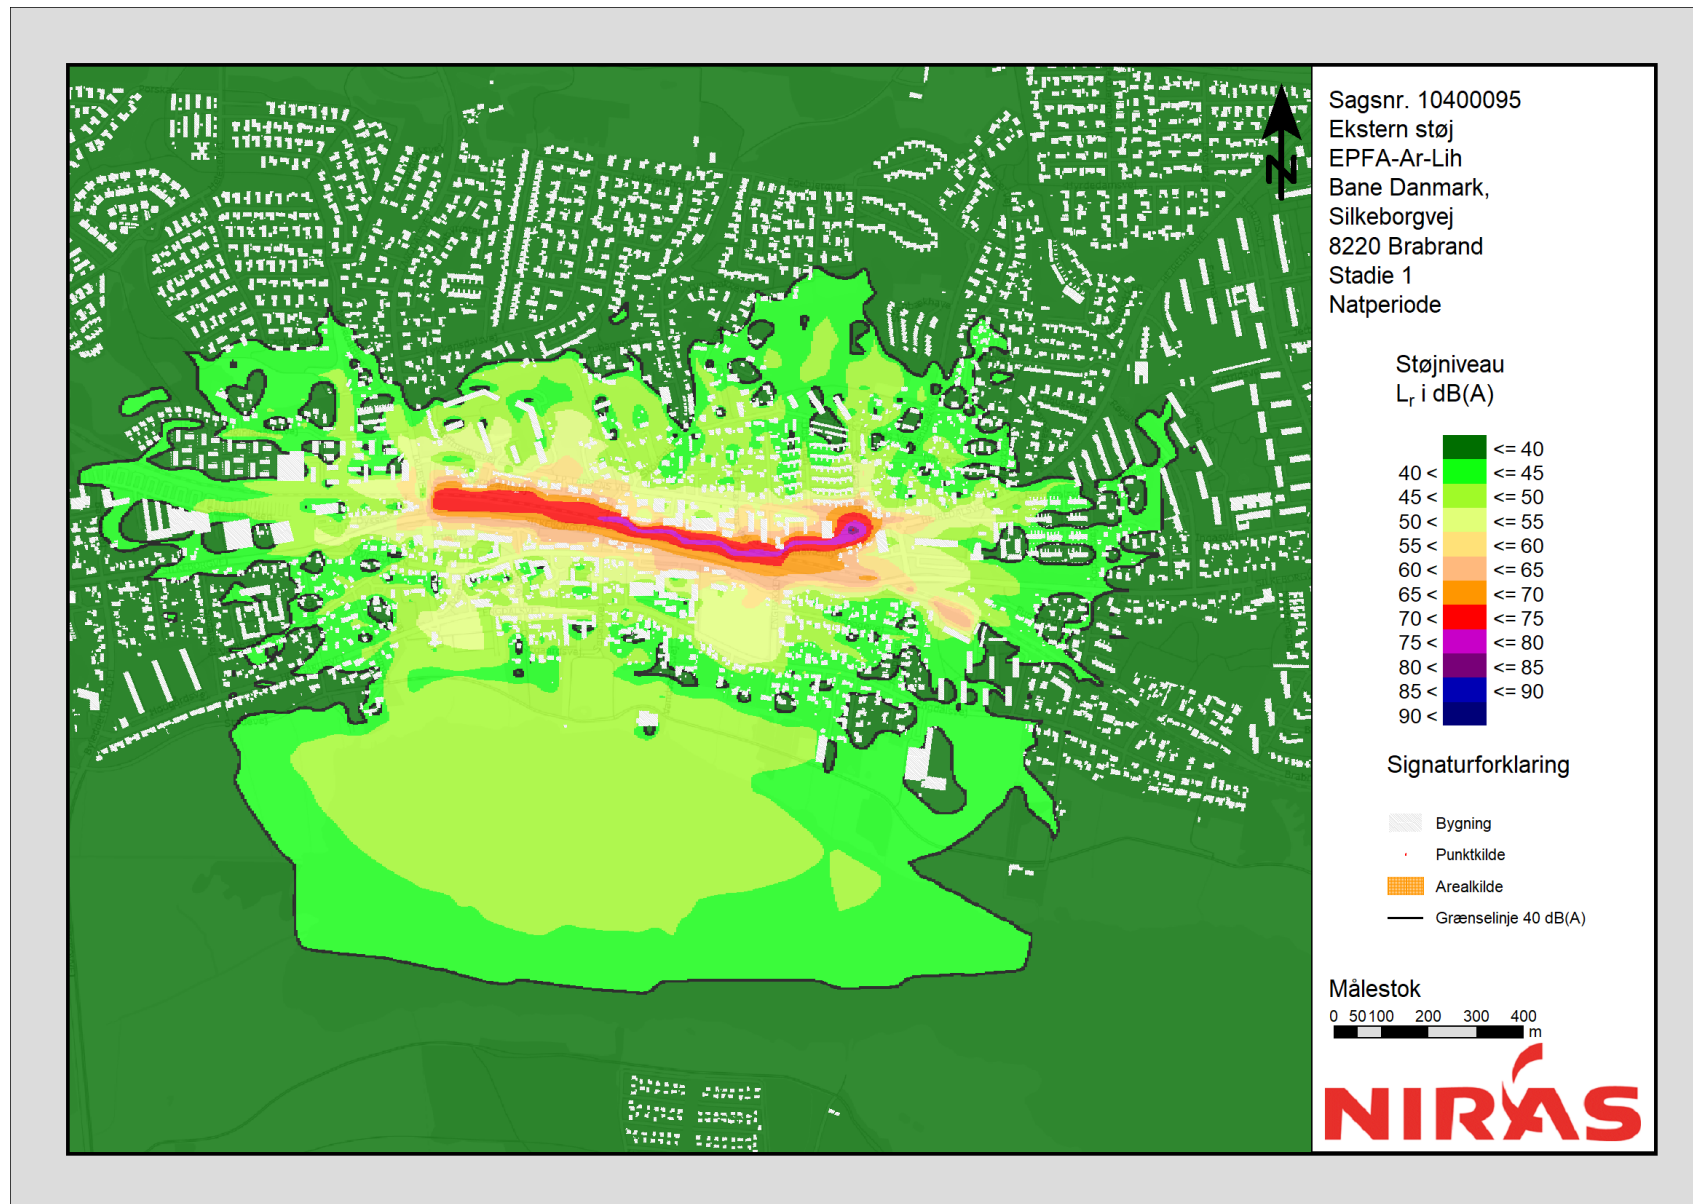 Sagsnr. 10400095
Ekstern støj
EPFA-Ar-Lih
Bane Danmark,
Silkeborgvej
8220 Brabrand
Stadie 1
Natperiode
N
Støjniveau
Lr i dB(A)
<= 40
40 < <= 45
45 < <= 50
50 < <= 55
55 < <= 60
60 < <= 65
65 < <= 70
70 < <= 75
75 < <= 80
80 < <= 85
85 < <= 90
90 <
Signaturforklaring
Bygning
Punktkilde
Arealkilde
Grænselinje 40 dB(A)
Målestok
0 50 100 200 300 400
m
NIRAS